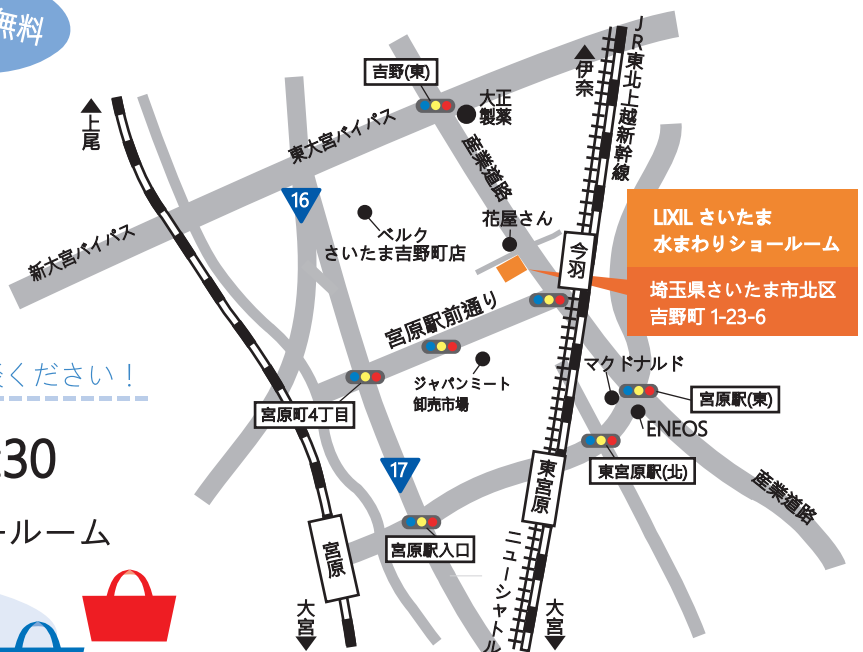 無料
吉野(東)
大正
製薬
伊奈
JR東北上越新幹線
上尾
東大宮バイパス
産業道路
16
花屋さん
ベルク
さいたま吉野町店
新大宮バイパス
今羽
LIXIL さいたま
水まわりショールーム
埼玉県さいたま市北区
吉野町 1-23-6
宮原駅前通り
マクドナルド
ジャパンミート
卸売市場
宮原駅(東)
宮原町4丁目
ENEOS
ください！
:30
17
東宮原
東宮原駅(北)
産業道路
ールーム
宮原駅入口
宮原
ニューシャトル
大宮
大宮